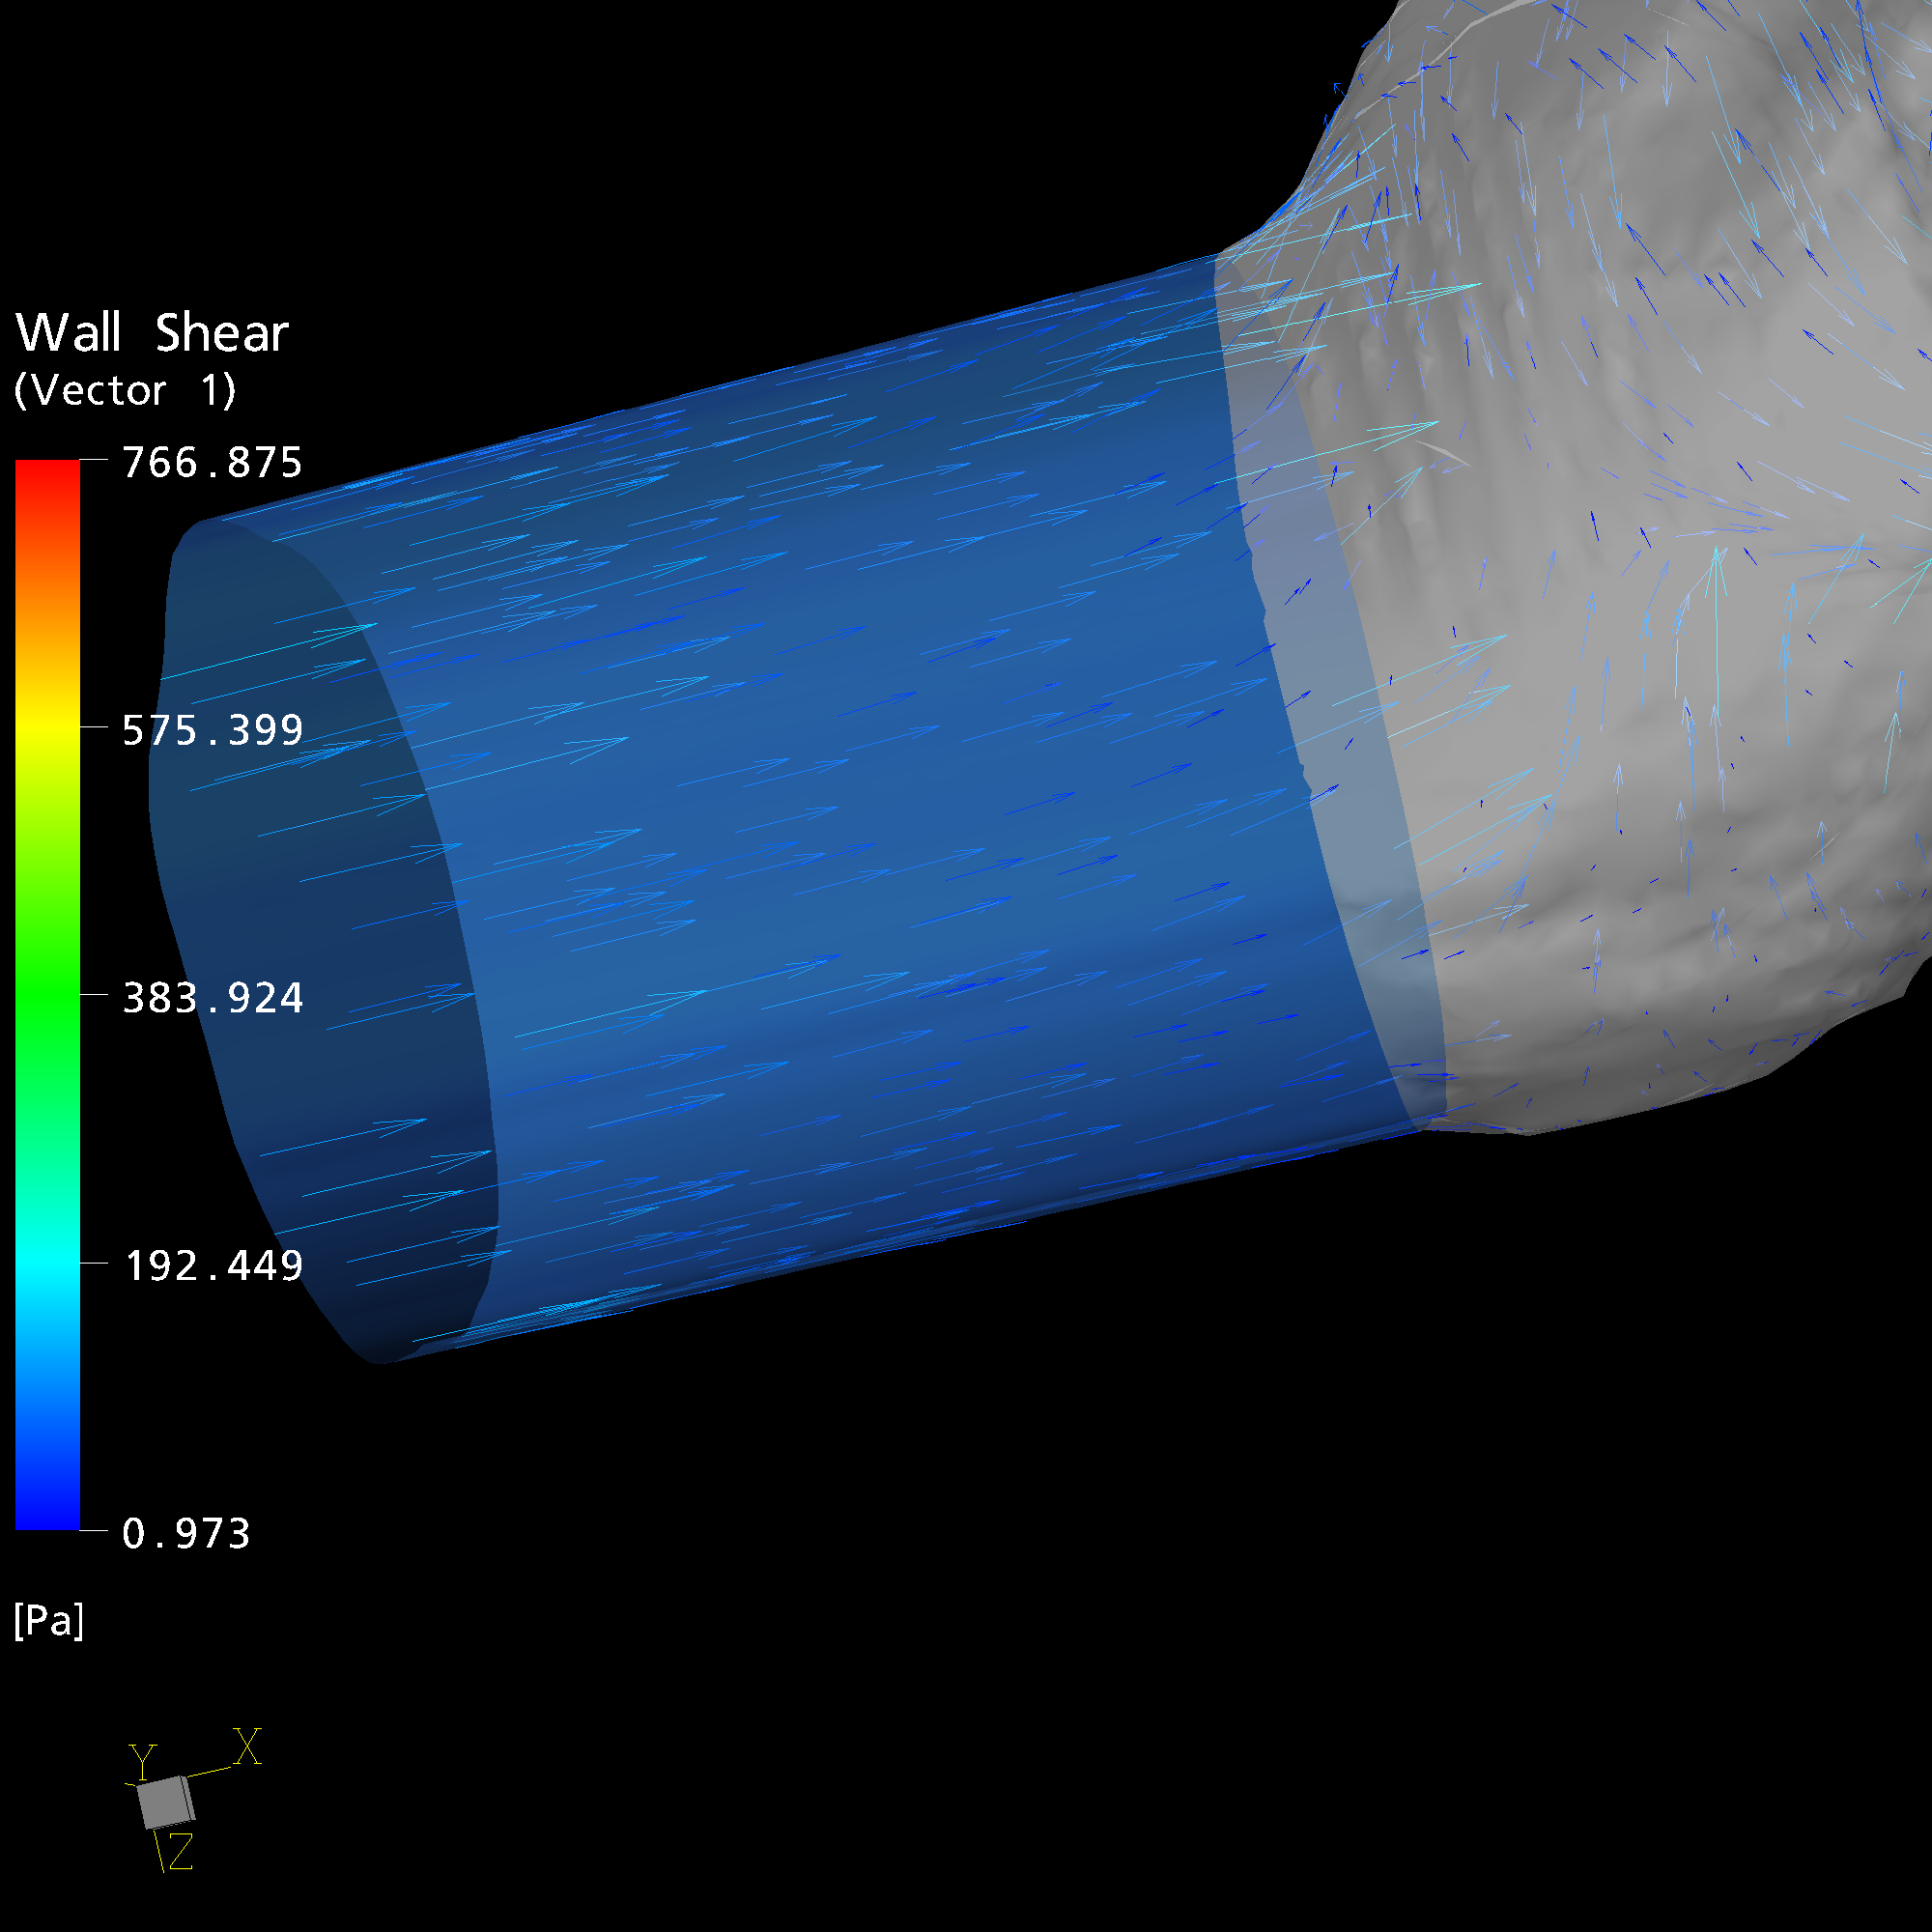 Wall Shear
(Vector 1)
766.875
575.399
383.924
192.449
0.973
[Pa]
Y X
Z